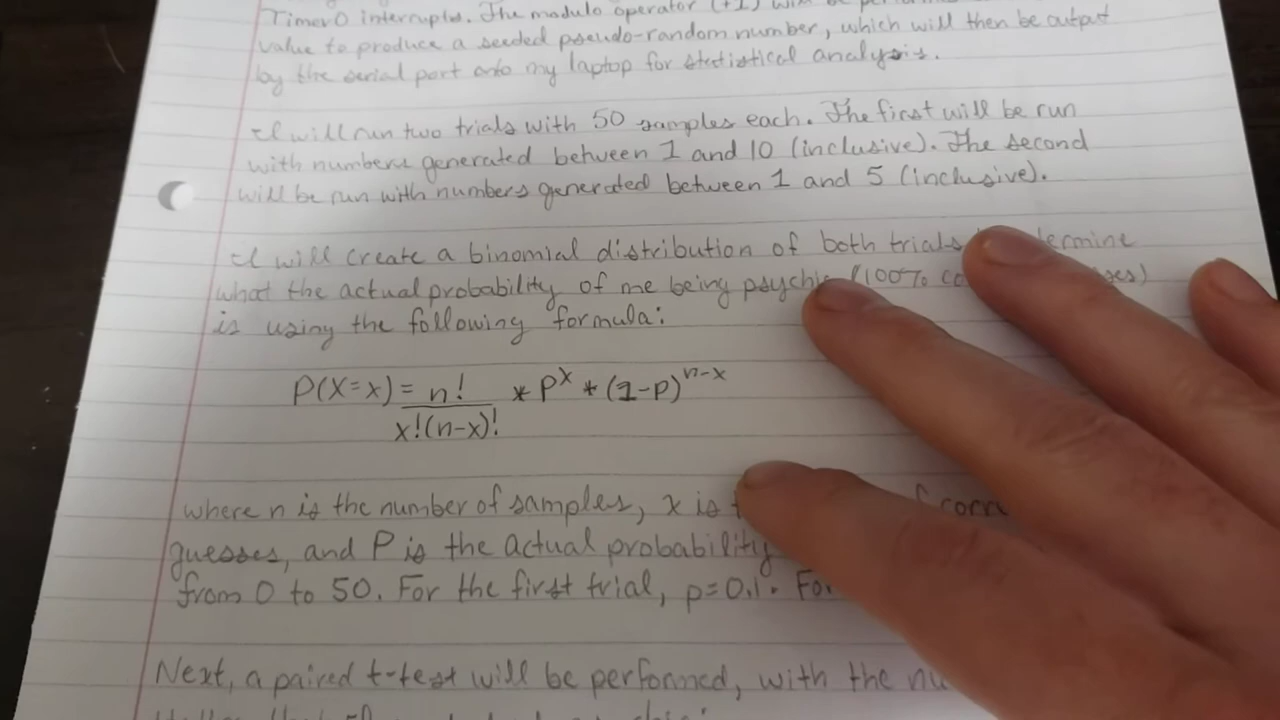 Timer0 interrupts. The modulo operator (+1) will be
value to produce a seeded pseudo-random number, which will then be output
by the serial port onto my laptop for statistical analysis.
I will run two trials with 50 samples each. The first will be run
with numbers generated between 1 and 10 (inclusive). The second
will be run with numbers generated between 1 and 5 (inclusive).
I will create a binomial distribution of both trials
what the actual probability of me being psychic (100%
is using the following formula:
P(X=x) = n! * P^x * (1-P)^n-x
x!(n-x)!
where n is the number of samples, x is
guesses, and P is the actual probability
from 0 to 50. For the first trial, p=0.1.
Next, a paired t-test will be performed, with the